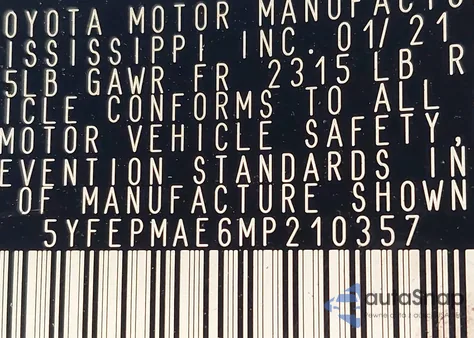 OYOTA MOTOR MANUFACTU
ISSISSIPPI, INC. 01/21
5LB GAWR FR 2315 LB R
ICLE CONFORMS TO ALL
MOTOR VEHICLE SAFETY,
EVENTION STANDARDS IN
OF MANUFACTURE SHOWN
5YFEPMAE6MP210357
autoSnap